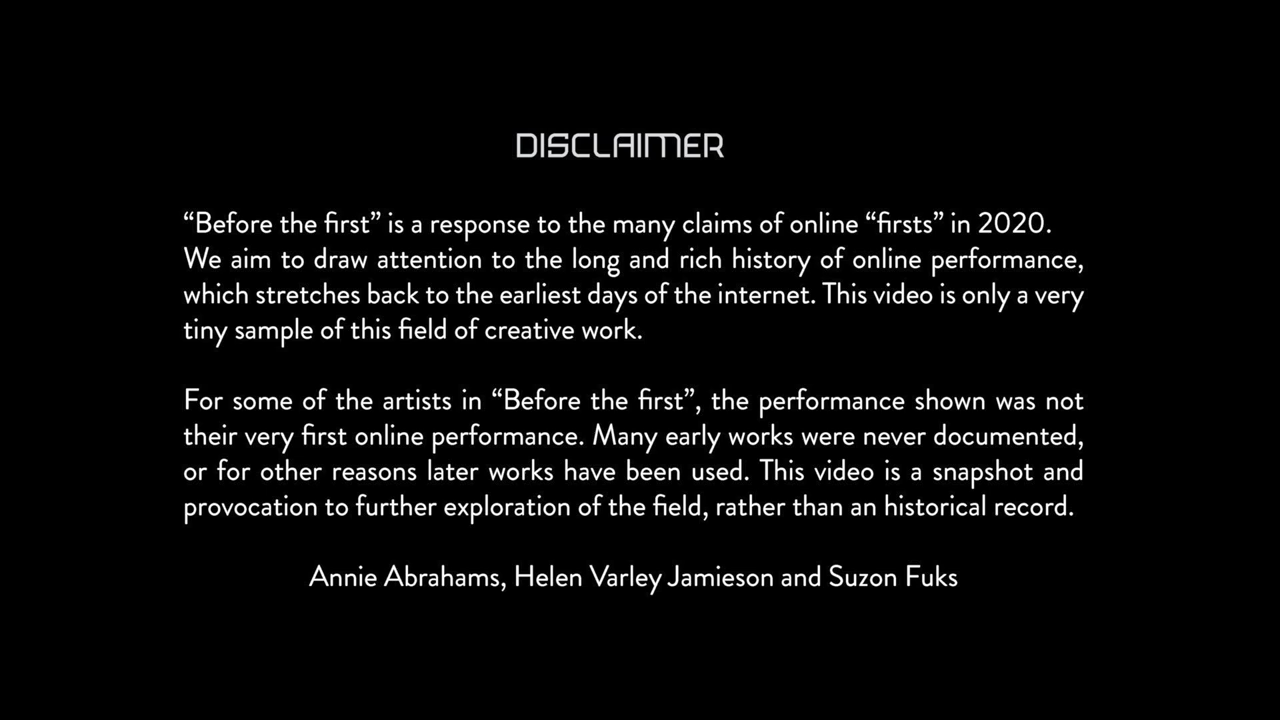 DISCLAIMER
“Before the first” is a response to the many claims of online “firsts” in 2020.
We aim to draw attention to the long and rich history of online performance,
which stretches back to the earliest days of the internet. This video is only a very
tiny sample of this field of creative work.
For some of the artists in “Before the first”, the performance shown was not
their very first online performance. Many early works were never documented,
or for other reasons later works have been used. This video is a snapshot and
provocation to further exploration of the field, rather than an historical record.
Annie Abrahams, Helen Varley Jamieson and Suzon Fuks